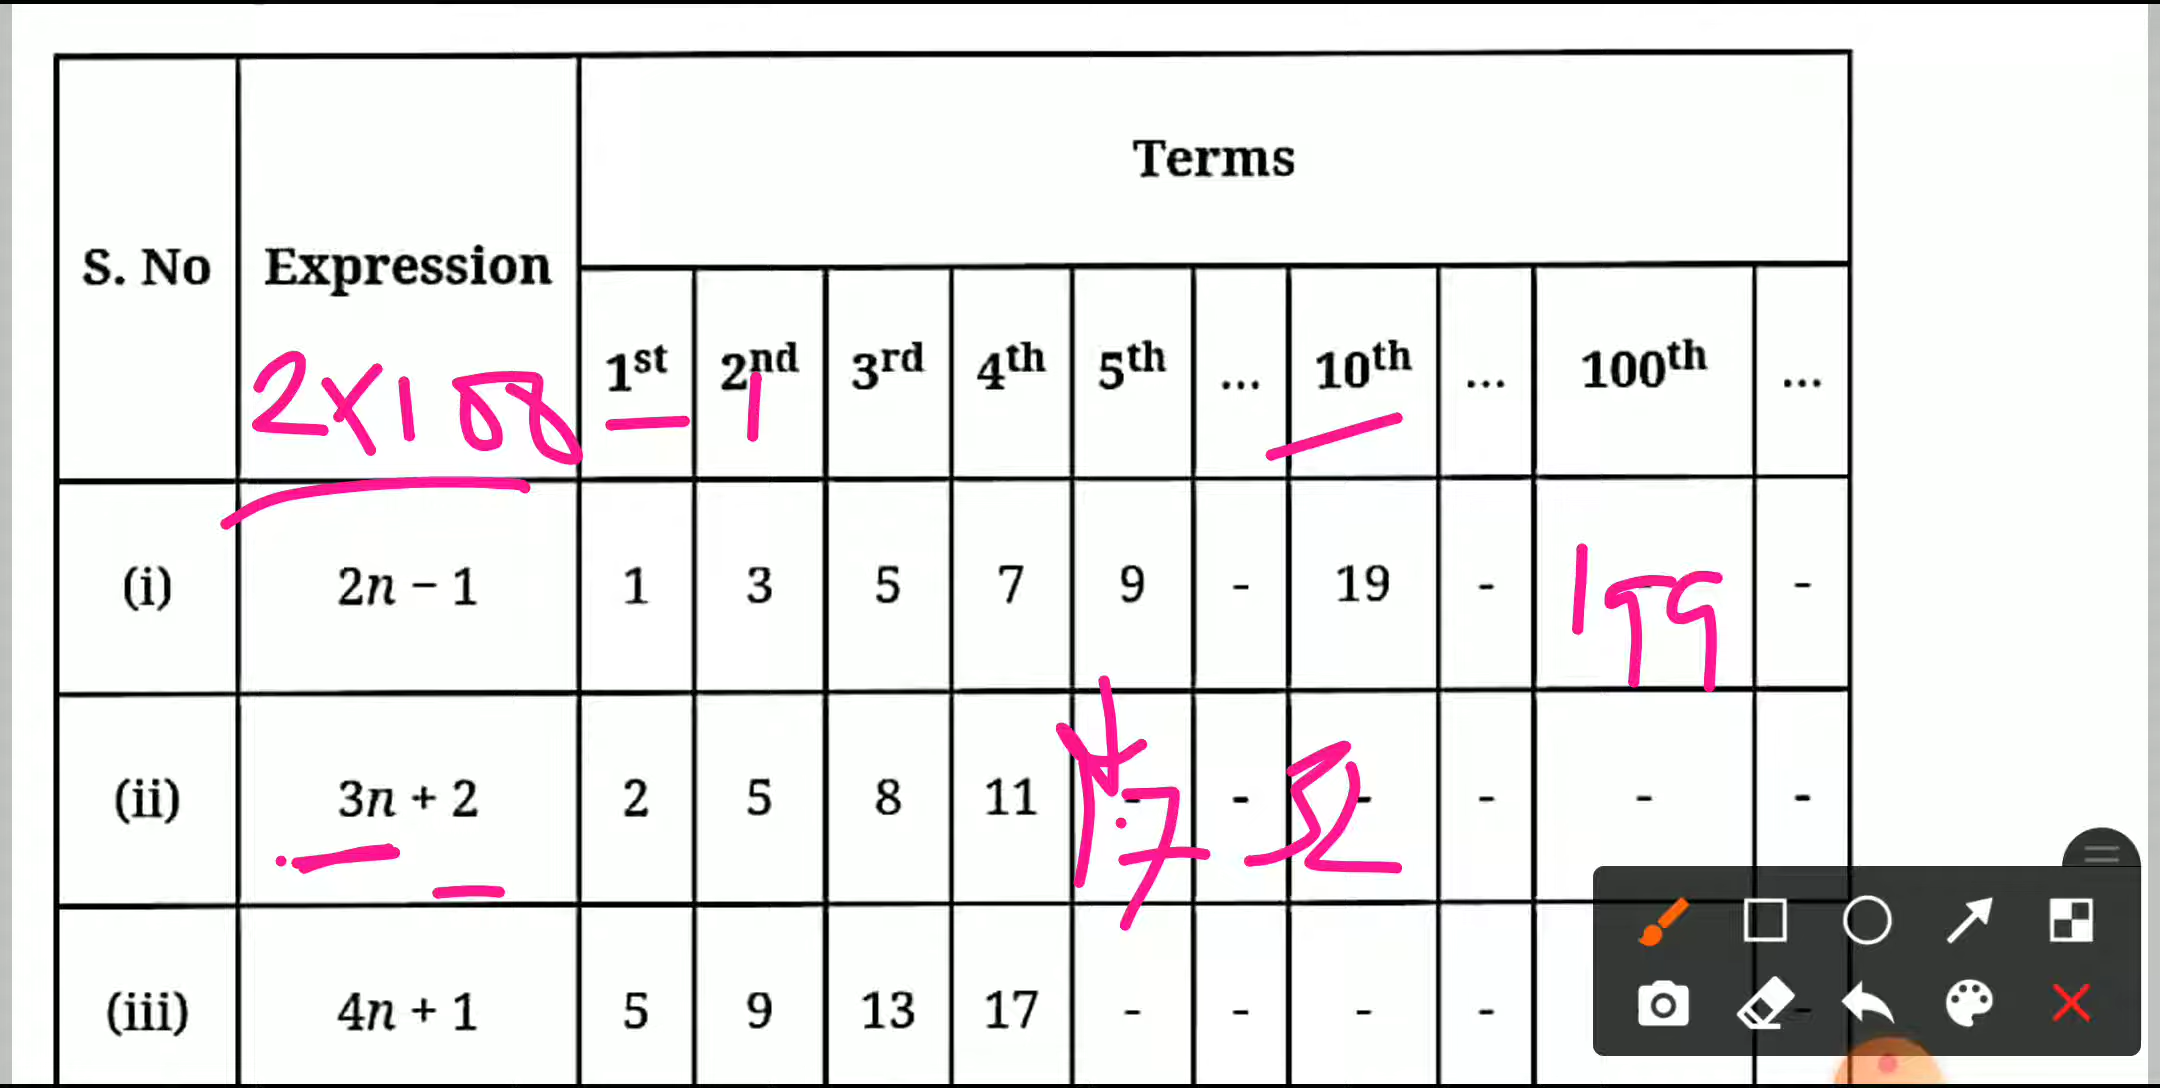 Terms
S. No Expression
2×100 - 1
1st 2nd 3rd 4th 5th ... 10th ... 100th ...
(i) 2n − 1 1 3 5 7 9 - 19 - 199 -
(ii) 3n + 2 2 5 8 11 17 - 32 - - -
(iii) 4n + 1 5 9 13 17 - - - - -